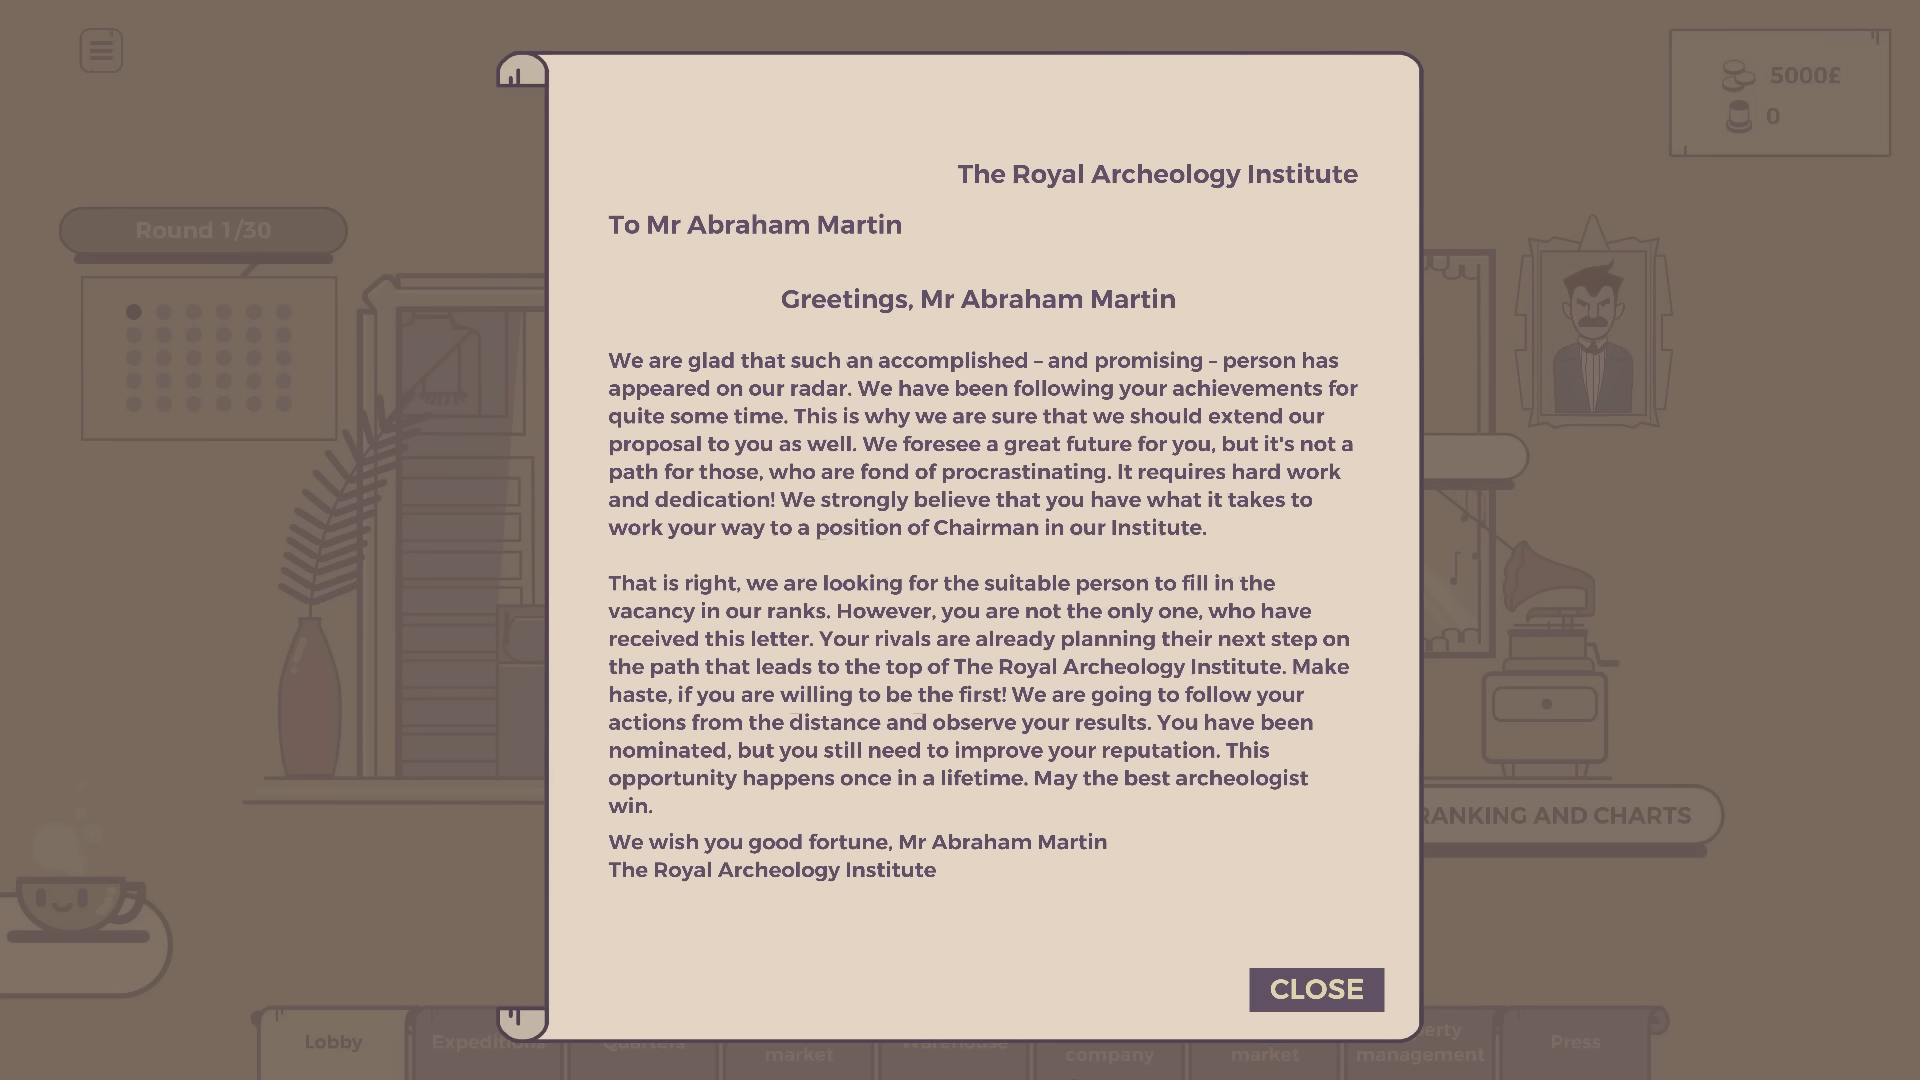 5000£
0
The Royal Archeology Institute
To Mr Abraham Martin
Round 1/30
Greetings, Mr Abraham Martin
We are glad that such an accomplished – and promising – person has
appeared on our radar. We have been following your achievements for
quite some time. This is why we are sure that we should extend our
proposal to you as well. We foresee a great future for you, but it's not a
path for those, who are fond of procrastinating. It requires hard work
and dedication! We strongly believe that you have what it takes to
work your way to a position of Chairman in our Institute.
That is right, we are looking for the suitable person to fill in the
vacancy in our ranks. However, you are not the only one, who have
received this letter. Your rivals are already planning their next step on
the path that leads to the top of The Royal Archeology Institute. Make
haste, if you are willing to be the first! We are going to follow your
actions from the distance and observe your results. You have been
nominated, but you still need to improve your reputation. This
opportunity happens once in a lifetime. May the best archeologist
win.
We wish you good fortune, Mr Abraham Martin
The Royal Archeology Institute
RANKING AND CHARTS
CLOSE
Lobby
Expeditions
Quarters
market
Warehouse
company
market
management
Press